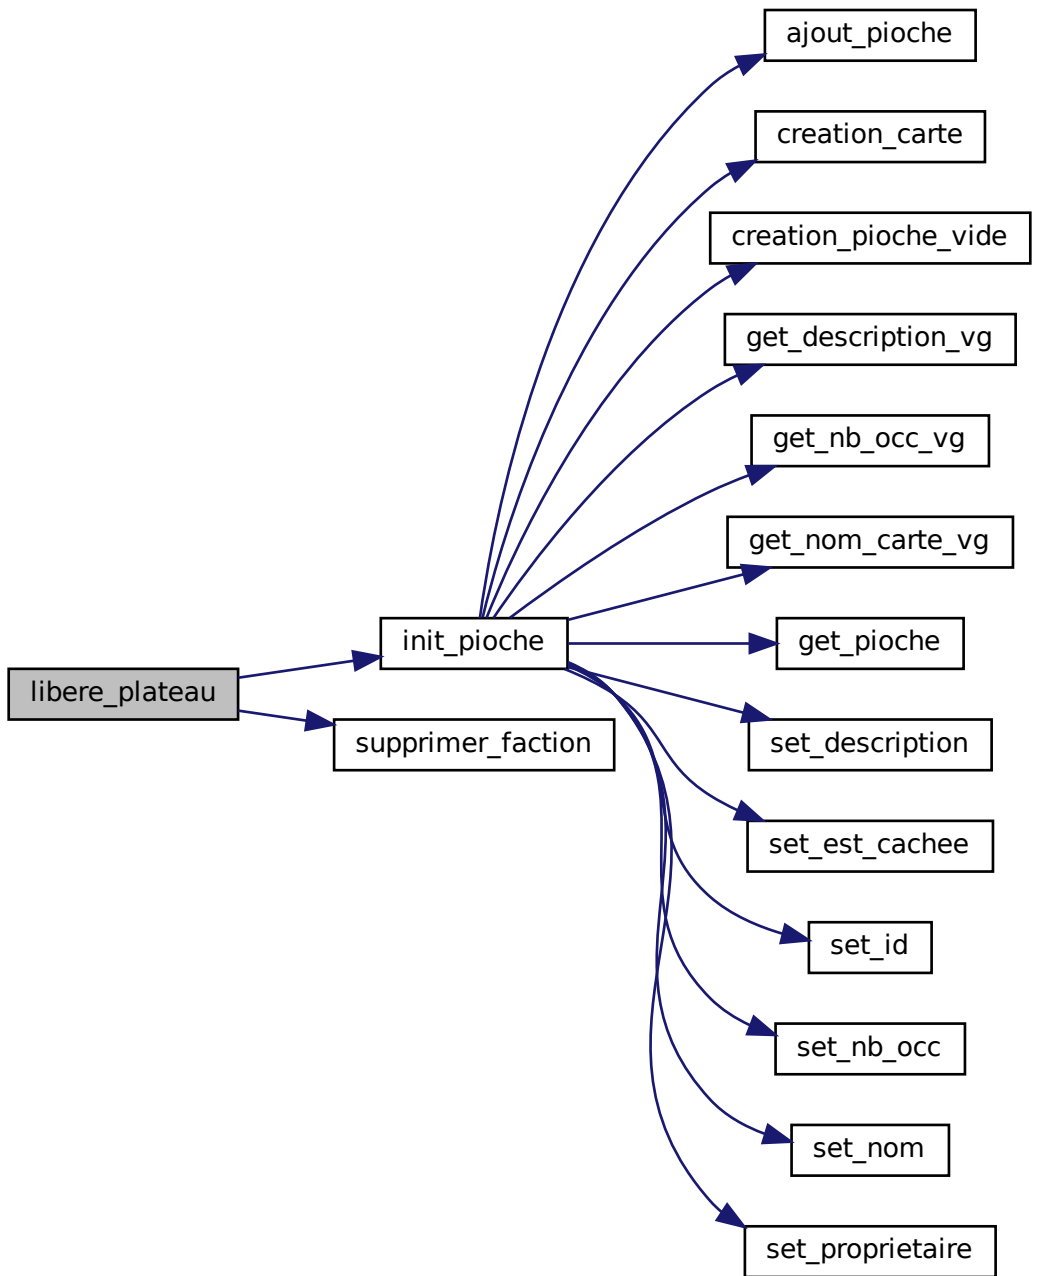 ajout_pioche
creation_carte
creation_pioche_vide
get_description_vg
get_nb_occ_vg
get_nom_carte_vg
init_pioche
get_pioche
libere_plateau
supprimer_faction
set_description
set_est_cachee
set_id
set_nb_occ
set_nom
set_proprietaire